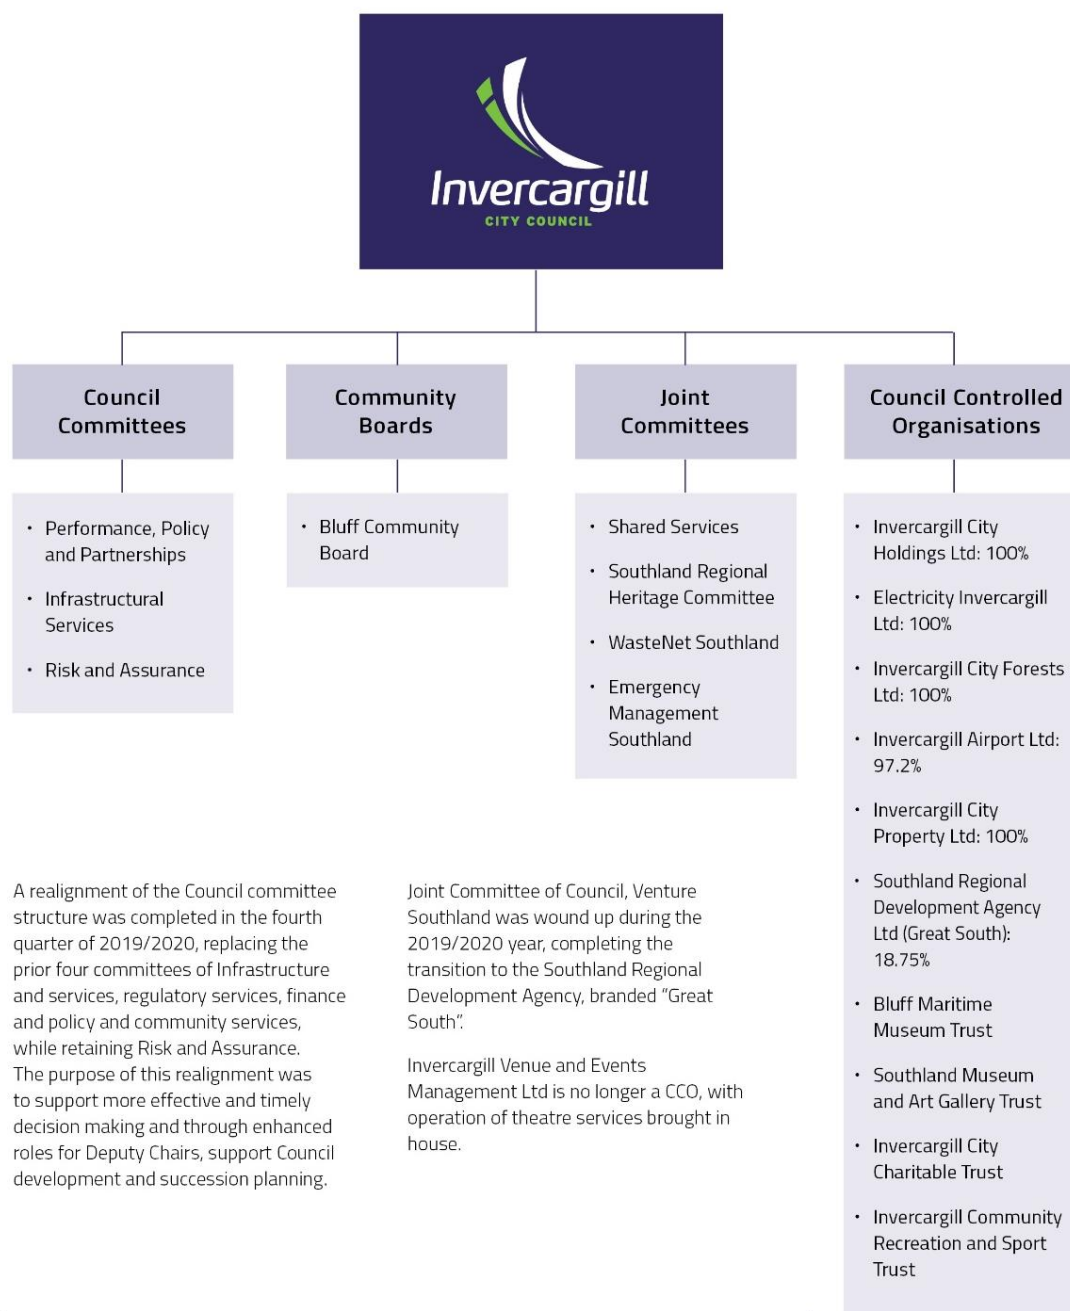 Invercargill
CITY COUNCIL
Council
Committees
• Performance, Policy
and Partnerships
• Infrastructural
Services
• Risk and Assurance
Community
Boards
• Bluff Community
Board
Joint
Committees
• Shared Services
• Southland Regional
Heritage Committee
• WasteNet Southland
• Emergency
Management
Southland
Council Controlled
Organisations
• Invercargill City
Holdings Ltd: 100%
• Electricity Invercargill
Ltd: 100%
• Invercargill City Forests
Ltd: 100%
• Invercargill Airport Ltd:
97.2%
• Invercargill City
Property Ltd: 100%
• Southland Regional
Development Agency
Ltd (Great South):
18.75%
• Bluff Maritime
Museum Trust
• Southland Museum
and Art Gallery Trust
• Invercargill City
Charitable Trust
• Invercargill Community
Recreation and Sport
Trust
A realignment of the Council committee
structure was completed in the fourth
quarter of 2019/2020, replacing the
prior four committees of Infrastructure
and services, regulatory services, finance
and policy and community services,
while retaining Risk and Assurance.
The purpose of this realignment was
to support more effective and timely
decision making and through enhanced
roles for Deputy Chairs, support Council
development and succession planning.
Joint Committee of Council, Venture
Southland was wound up during the
2019/2020 year, completing the
transition to the Southland Regional
Development Agency, branded “Great
South”.
Invercargill Venue and Events
Management Ltd is no longer a CCO, with
operation of theatre services brought in
house.